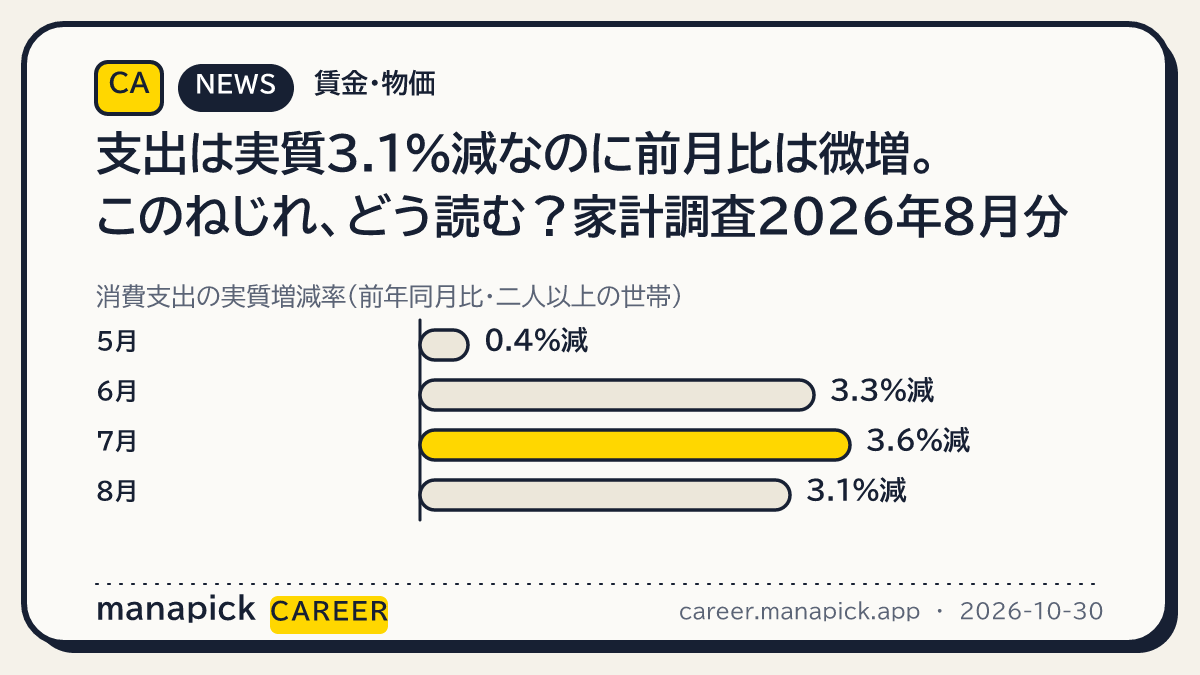 CA NEWS 賃金・物価
支出は実質3.1%減なのに前月比は微増。
このねじれ、どう読む？家計調査2026年8月分
消費支出の実質増減率（前年同月比・二人以上の世帯）
5月 0.4%減
6月 3.3%減
7月 3.6%減
8月 3.1%減
manapick CAREER career.manapick.app ・ 2026-10-30